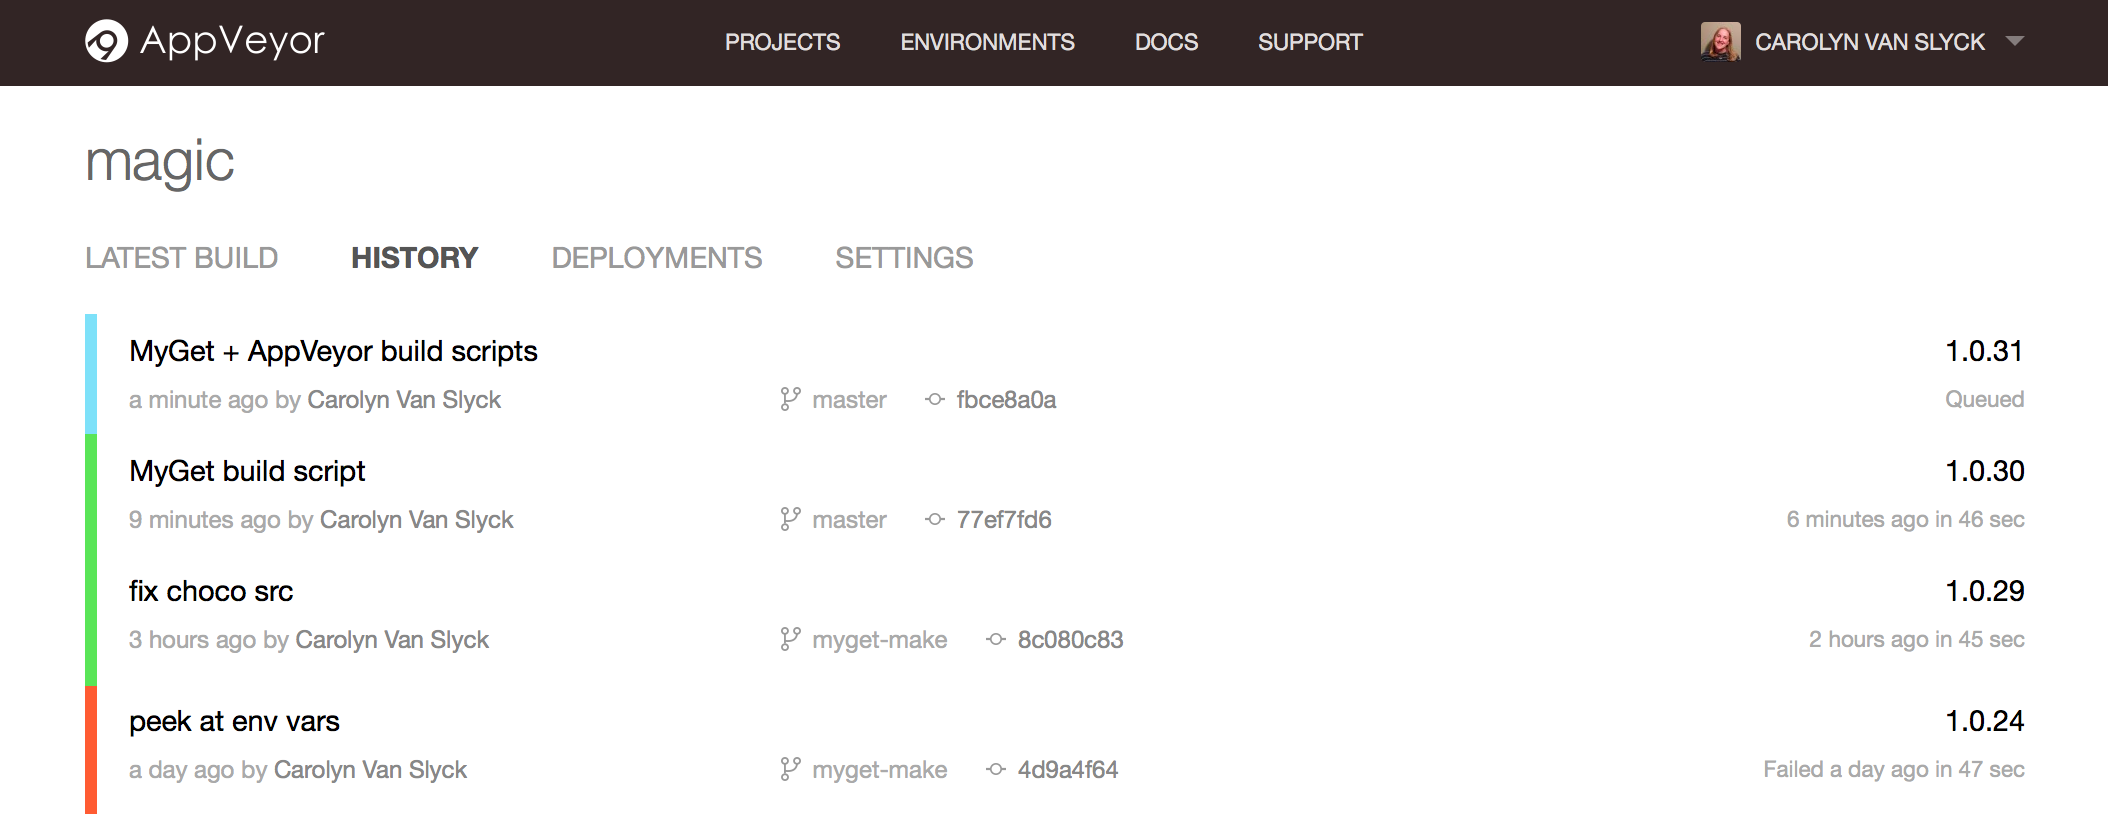 AppVeyor PROJECTS ENVIRONMENTS DOCS SUPPORT CAROLYN VAN SLYCK
magic
LATEST BUILD HISTORY DEPLOYMENTS SETTINGS
MyGet + AppVeyor build scripts 1.0.31
a minute ago by Carolyn Van Slyck master fbce8a0a Queued
MyGet build script 1.0.30
9 minutes ago by Carolyn Van Slyck master 77ef7fd6 6 minutes ago in 46 sec
fix choco src 1.0.29
3 hours ago by Carolyn Van Slyck myget-make 8c080c83 2 hours ago in 45 sec
peek at env vars 1.0.24
a day ago by Carolyn Van Slyck myget-make 4d9a4f64 Failed a day ago in 47 sec